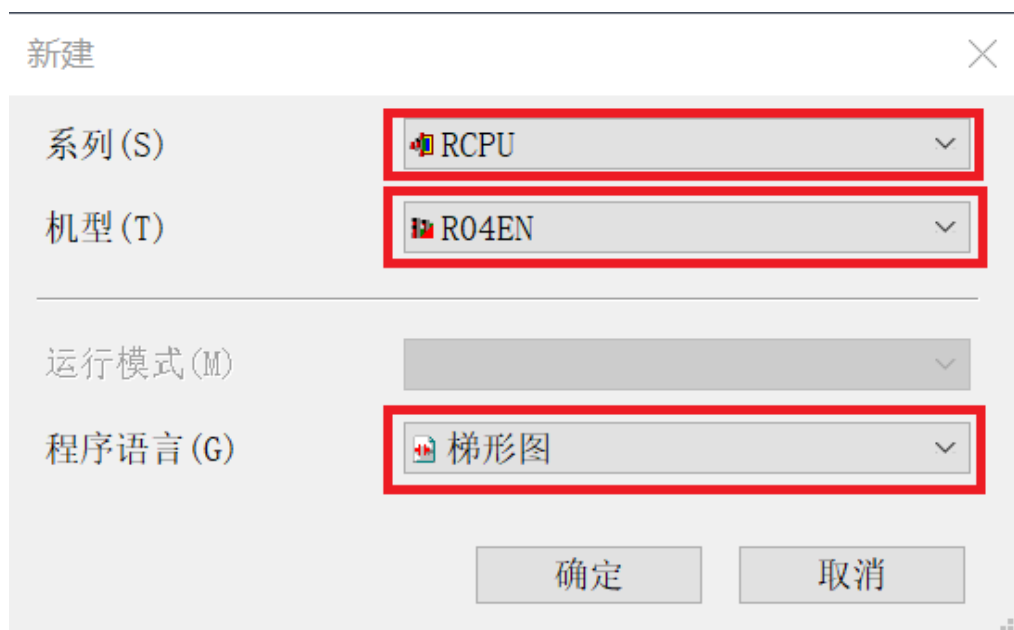 新建
系列(S) RCPU
机型(T) R04EN
运行模式(M)
程序语言(G) 梯形图
确定 取消